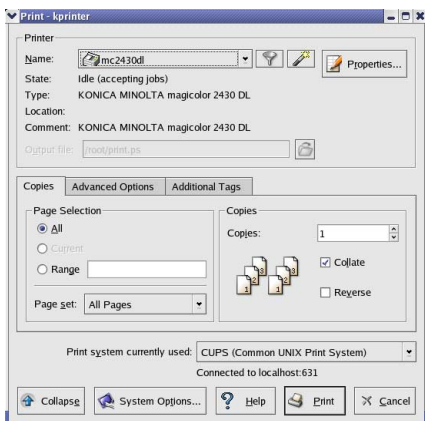 Print - kprinter
Printer
Name: mc2430dl Properties...
State: Idle (accepting jobs)
Type: KONICA MINOLTA magicolor 2430 DL
Location:
Comment: KONICA MINOLTA magicolor 2430 DL
Output file: /root/print.ps
Copies Advanced Options Additional Tags
Page Selection
All
Current
Range
Page set: All Pages
Copies
Copies: 1
Collate
Reverse
Print system currently used: CUPS (Common UNIX Print System)
Connected to localhost:631
Collapse System Options... Help Print Cancel